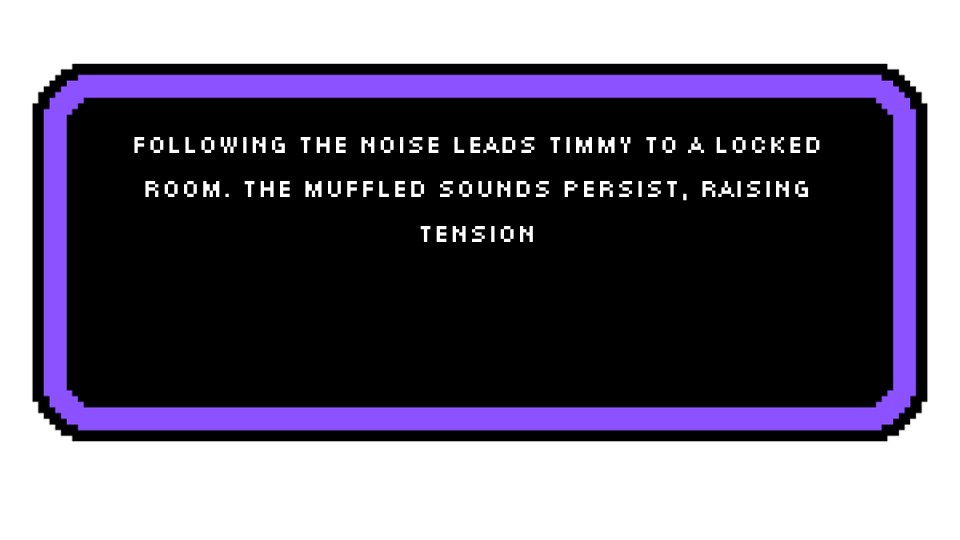 FOLLOWING THE NOISE LEADS TIMMY TO A LOCKED
ROOM. THE MUFFLED SOUNDS PERSIST, RAISING
TENSION